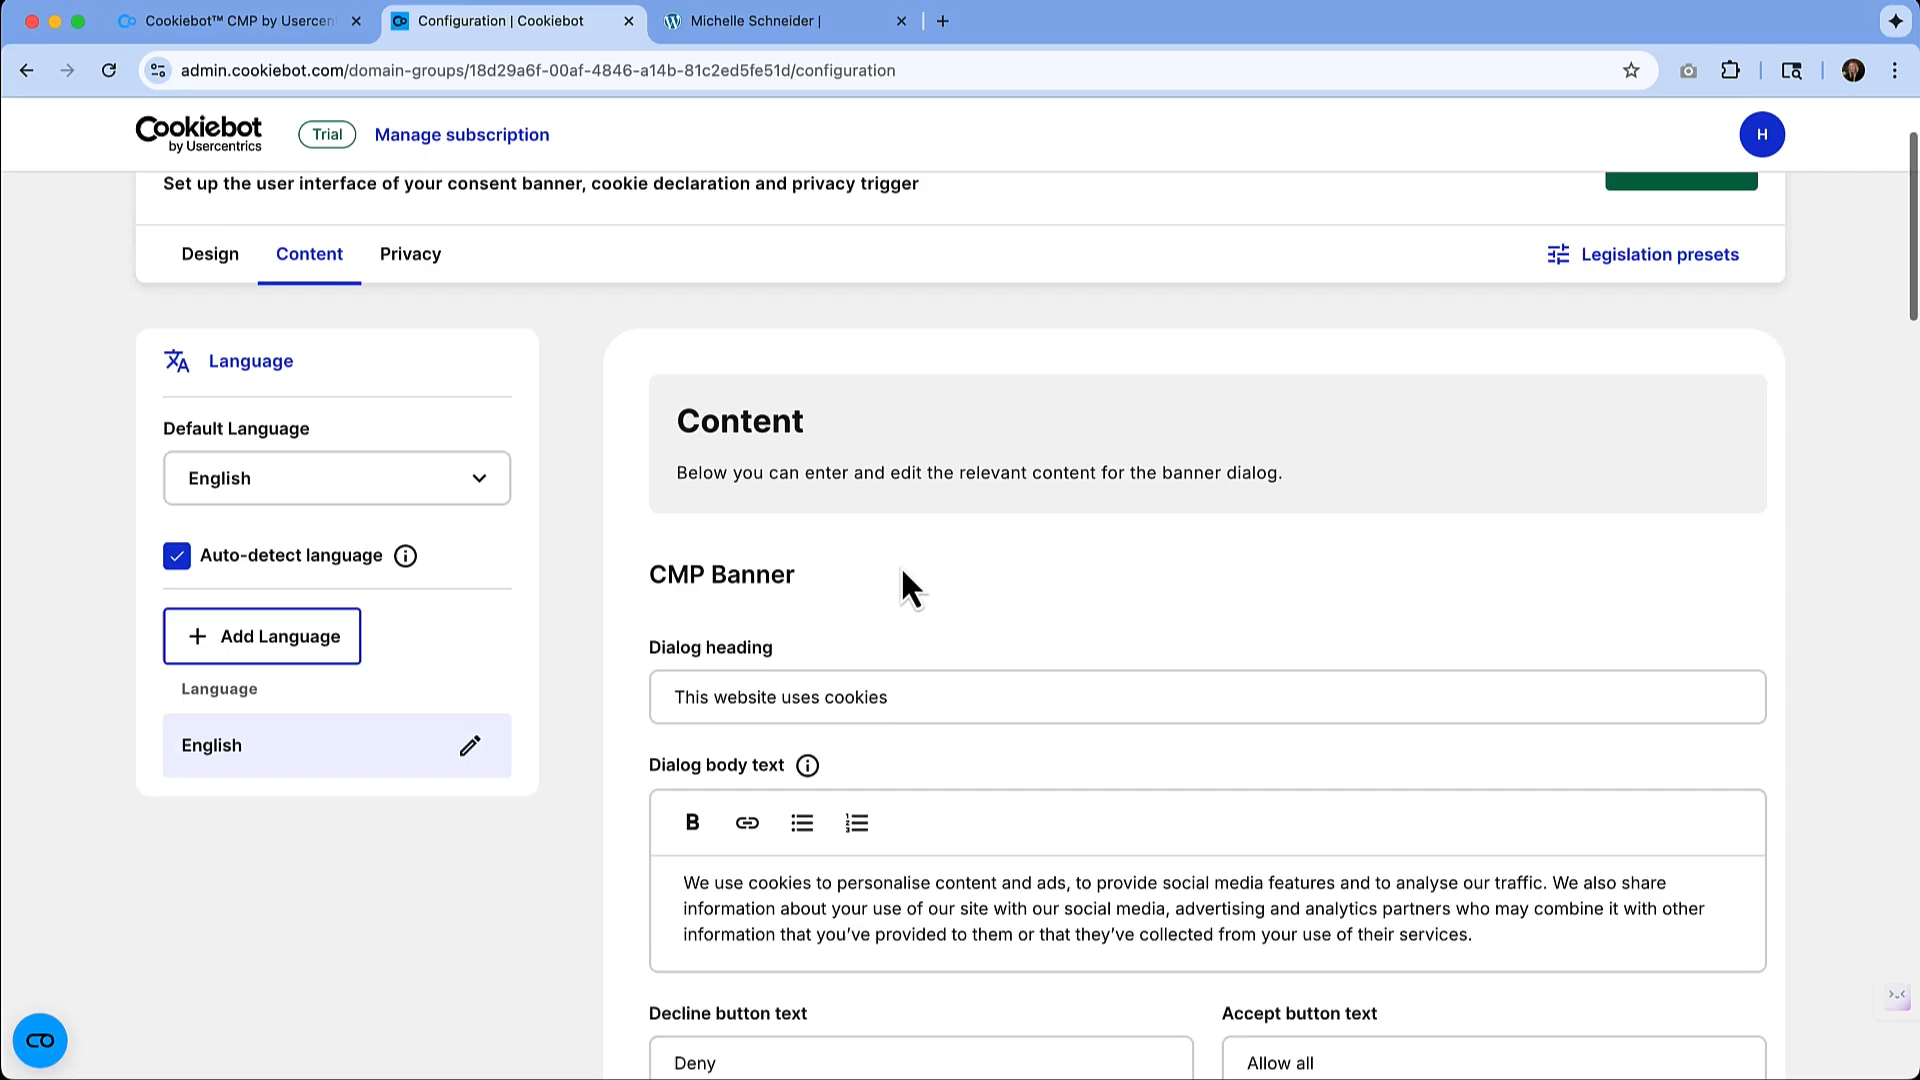 Cookiebot™ CMP by Usercen
Configuration | Cookiebot
Michelle Schneider |
admin.cookiebot.com/domain-groups/18d29a6f-00af-4846-a14b-81c2ed5fe51d/configuration
Cookiebot
by Usercentrics
Trial
Manage subscription
H
Set up the user interface of your consent banner, cookie declaration and privacy trigger
Design
Content
Privacy
Legislation presets
Language
Default Language
English
Auto-detect language
+ Add Language
Language
English
Content
Below you can enter and edit the relevant content for the banner dialog.
CMP Banner
Dialog heading
This website uses cookies
Dialog body text
B
We use cookies to personalise content and ads, to provide social media features and to analyse our traffic. We also share
information about your use of our site with our social media, advertising and analytics partners who may combine it with other
information that you’ve provided to them or that they’ve collected from your use of their services.
Decline button text
Accept button text
Deny
Allow all